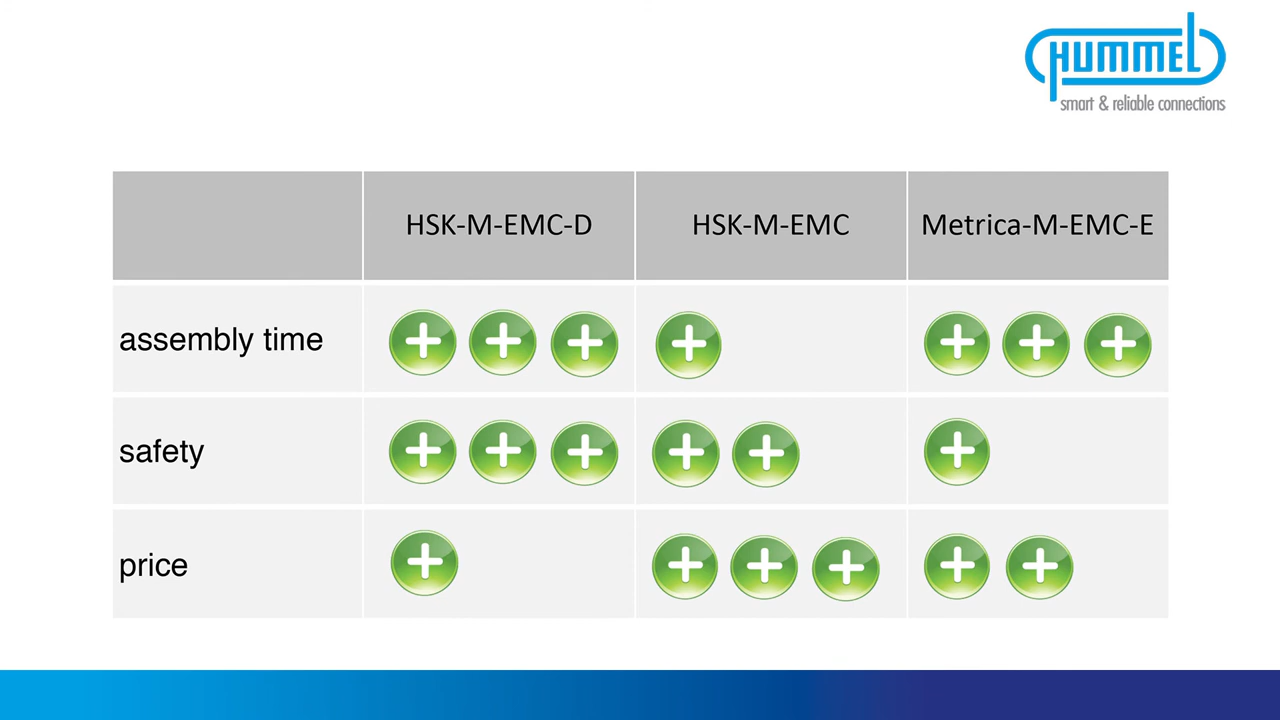 HUMMEL
smart & reliable connections
HSK-M-EMC-D
HSK-M-EMC
Metrica-M-EMC-E
assembly time
safety
price